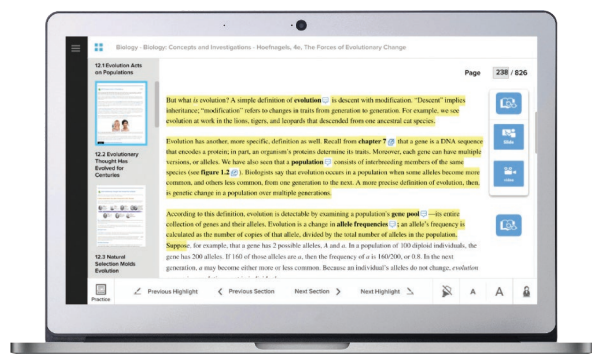 Biology - Biology: Concepts and Investigations - Hoefnagels, 4e, The Forces of Evolutionary Change
12.1 Evolution Acts
on Populations
12.2 Evolutionary
Thought Has
Evolved for
Centuries
12.3 Natural
Selection Molds
Evolution
Page 238 / 826
But what is evolution? A simple definition of evolution is descent with modification. "Descent" implies
inheritance; "modification" refers to changes in traits from generation to generation. For example, we see
evolution at work in the lions, tigers, and leopards that descended from one ancestral cat species.
Evolution has another, more specific, definition as well. Recall from chapter 7 that a gene is a DNA sequence
that encodes a protein; in part, an organism's proteins determine its traits. Moreover, each gene can have multiple
versions, or alleles. We have also seen that a population consists of interbreeding members of the same
species (see figure 1.2). Biologists say that evolution occurs in a population when some alleles become more
common, and others less common, from one generation to the next. A more precise definition of evolution, then,
is genetic change in a population over multiple generations.
According to this definition, evolution is detectable by examining a population's gene pool—its entire
collection of genes and their alleles. Evolution is a change in allele frequencies; an allele's frequency is
calculated as the number of copies of that allele, divided by the total number of alleles in the population.
Suppose, for example, that a gene has 2 possible alleles, A and a. In a population of 100 diploid individuals, the
gene has 200 alleles. If 160 of those alleles are a, then the frequency of a is 160/200, or 0.8. In the next
generation, a may become either more or less common. Because an individual's alleles do not change, evolution
Slide
Practice
Previous Highlight
Previous Section
Next Section
Next Highlight
A
A